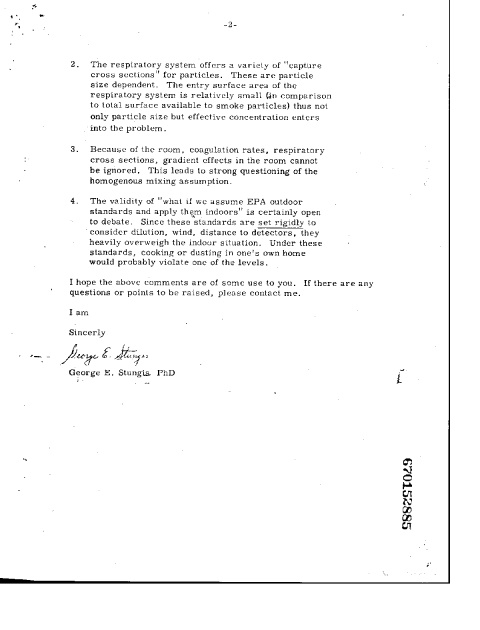 -2-
2. The respiratory system offers a variety of "capture
cross sections" for particles. These are particle
size dependent. The entry surface area of the
respiratory system is relatively small (in comparison
to total surface available to smoke particles) thus not
only particle size but effective concentration enters
into the problem.
3. Because of the room, coagulation rates, respiratory
cross sections, gradient effects in the room cannot
be ignored. This leads to strong questioning of the
homogenous mixing assumption.
4. The validity of "what if we assume EPA outdoor
standards and apply them indoors" is certainly open
to debate. Since these standards are set rigidly to
consider dilution, wind, distance to detectors, they
heavily overweigh the indoor situation. Under these
standards, cooking or dusting in one's own home
would probably violate one of the levels.
I hope the above comments are of some use to you. If there are any
questions or points to be raised, please contact me.
I am
Sincerly
George E. Stungis
George E. Stungis PhD
670152885